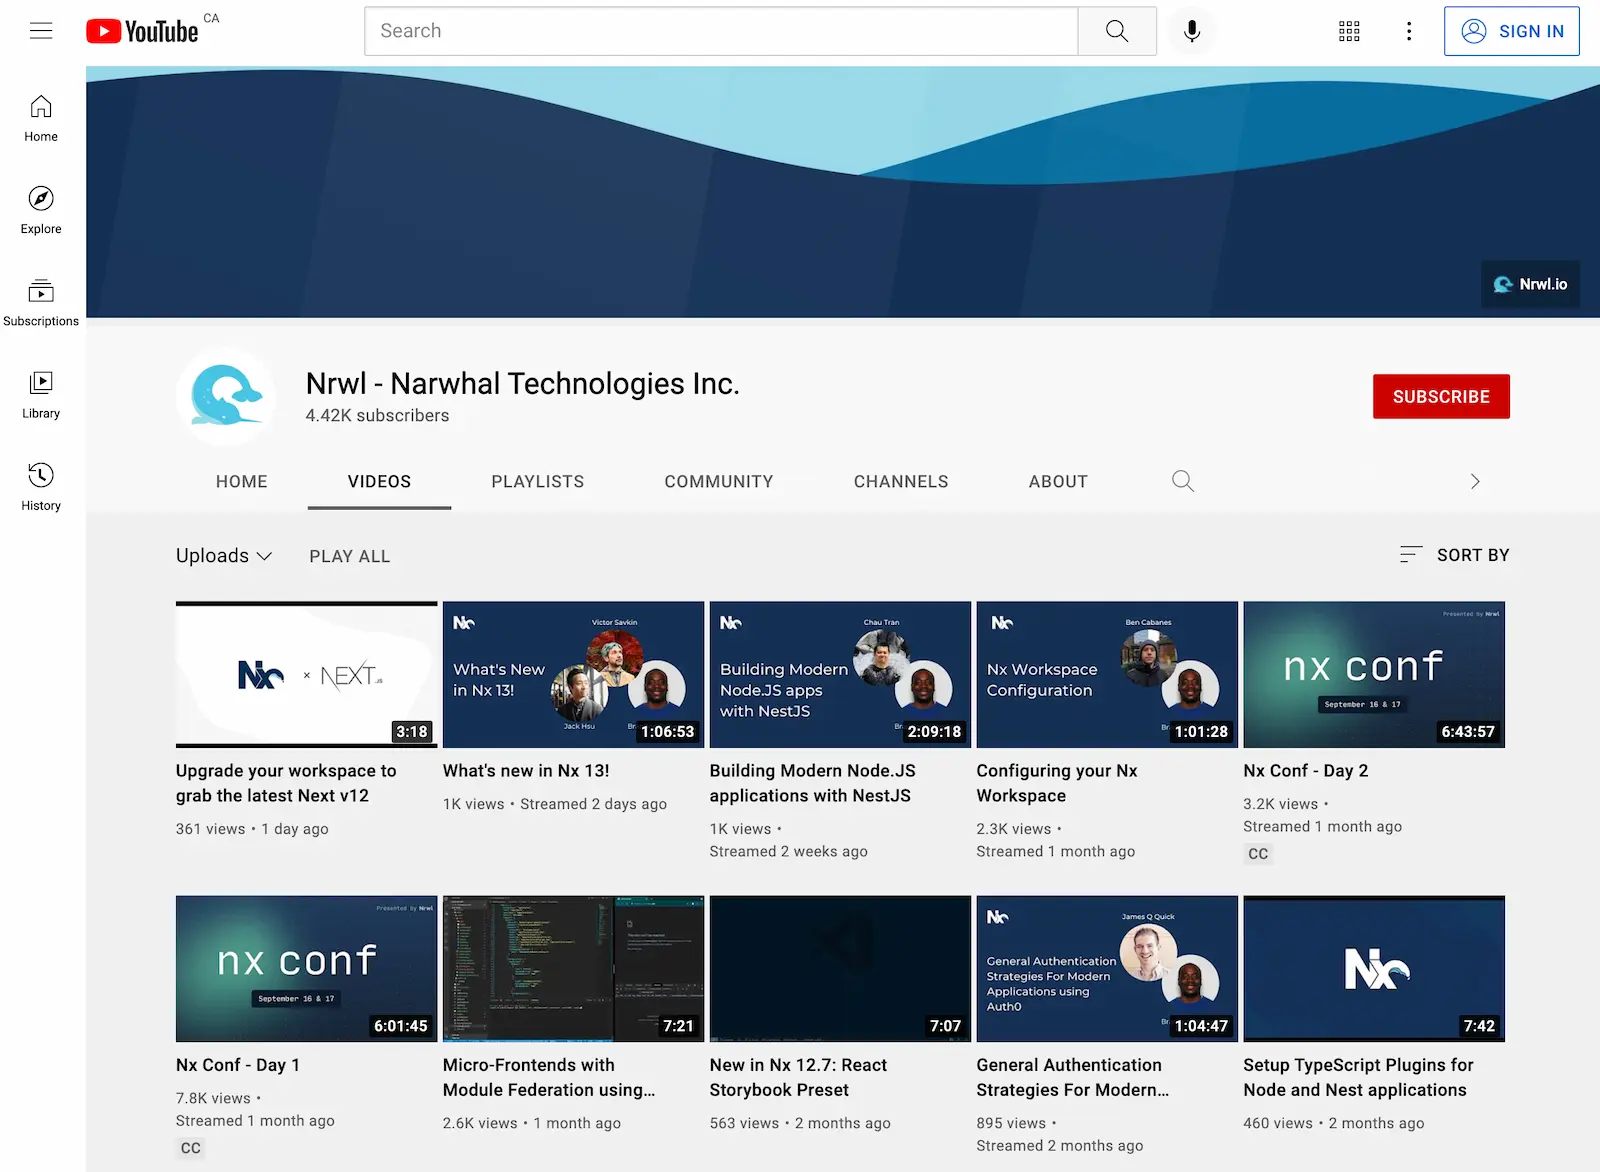 YouTube CA
Search
SIGN IN
Home
Explore
Subscriptions
Library
History
Nrwl.io
Nrwl - Narwhal Technologies Inc.
4.42K subscribers
SUBSCRIBE
HOME VIDEOS PLAYLISTS COMMUNITY CHANNELS ABOUT
Uploads PLAY ALL
SORT BY
Nx × NEXT.JS
3:18
Upgrade your workspace to
grab the latest Next v12
361 views • 1 day ago
Nx
Victor Savkin
What's New
in Nx 13!
Jack Hsu
1:06:53
What's new in Nx 13!
1K views • Streamed 2 days ago
Nx
Chau Tran
Building Modern
Node.JS apps
with NestJS
2:09:18
Building Modern Node.JS
applications with NestJS
1K views •
Streamed 2 weeks ago
Nx
Ben Cabanes
Nx Workspace
Configuration
1:01:28
Configuring your Nx
Workspace
2.3K views •
Streamed 1 month ago
Presented by Nrwl
nx conf
September 16 & 17
6:43:57
Nx Conf - Day 2
3.2K views •
Streamed 1 month ago
CC
Presented by Nrwl
nx conf
September 16 & 17
6:01:45
Nx Conf - Day 1
7.8K views •
Streamed 1 month ago
CC
7:21
Micro-Frontends with
Module Federation using...
2.6K views • 1 month ago
7:07
New in Nx 12.7: React
Storybook Preset
563 views • 2 months ago
Nx
James Q Quick
General Authentication
Strategies For Modern
Applications using
Auth0
1:04:47
General Authentication
Strategies For Modern...
895 views •
Streamed 2 months ago
Nx
7:42
Setup TypeScript Plugins for
Node and Nest applications
460 views • 2 months ago